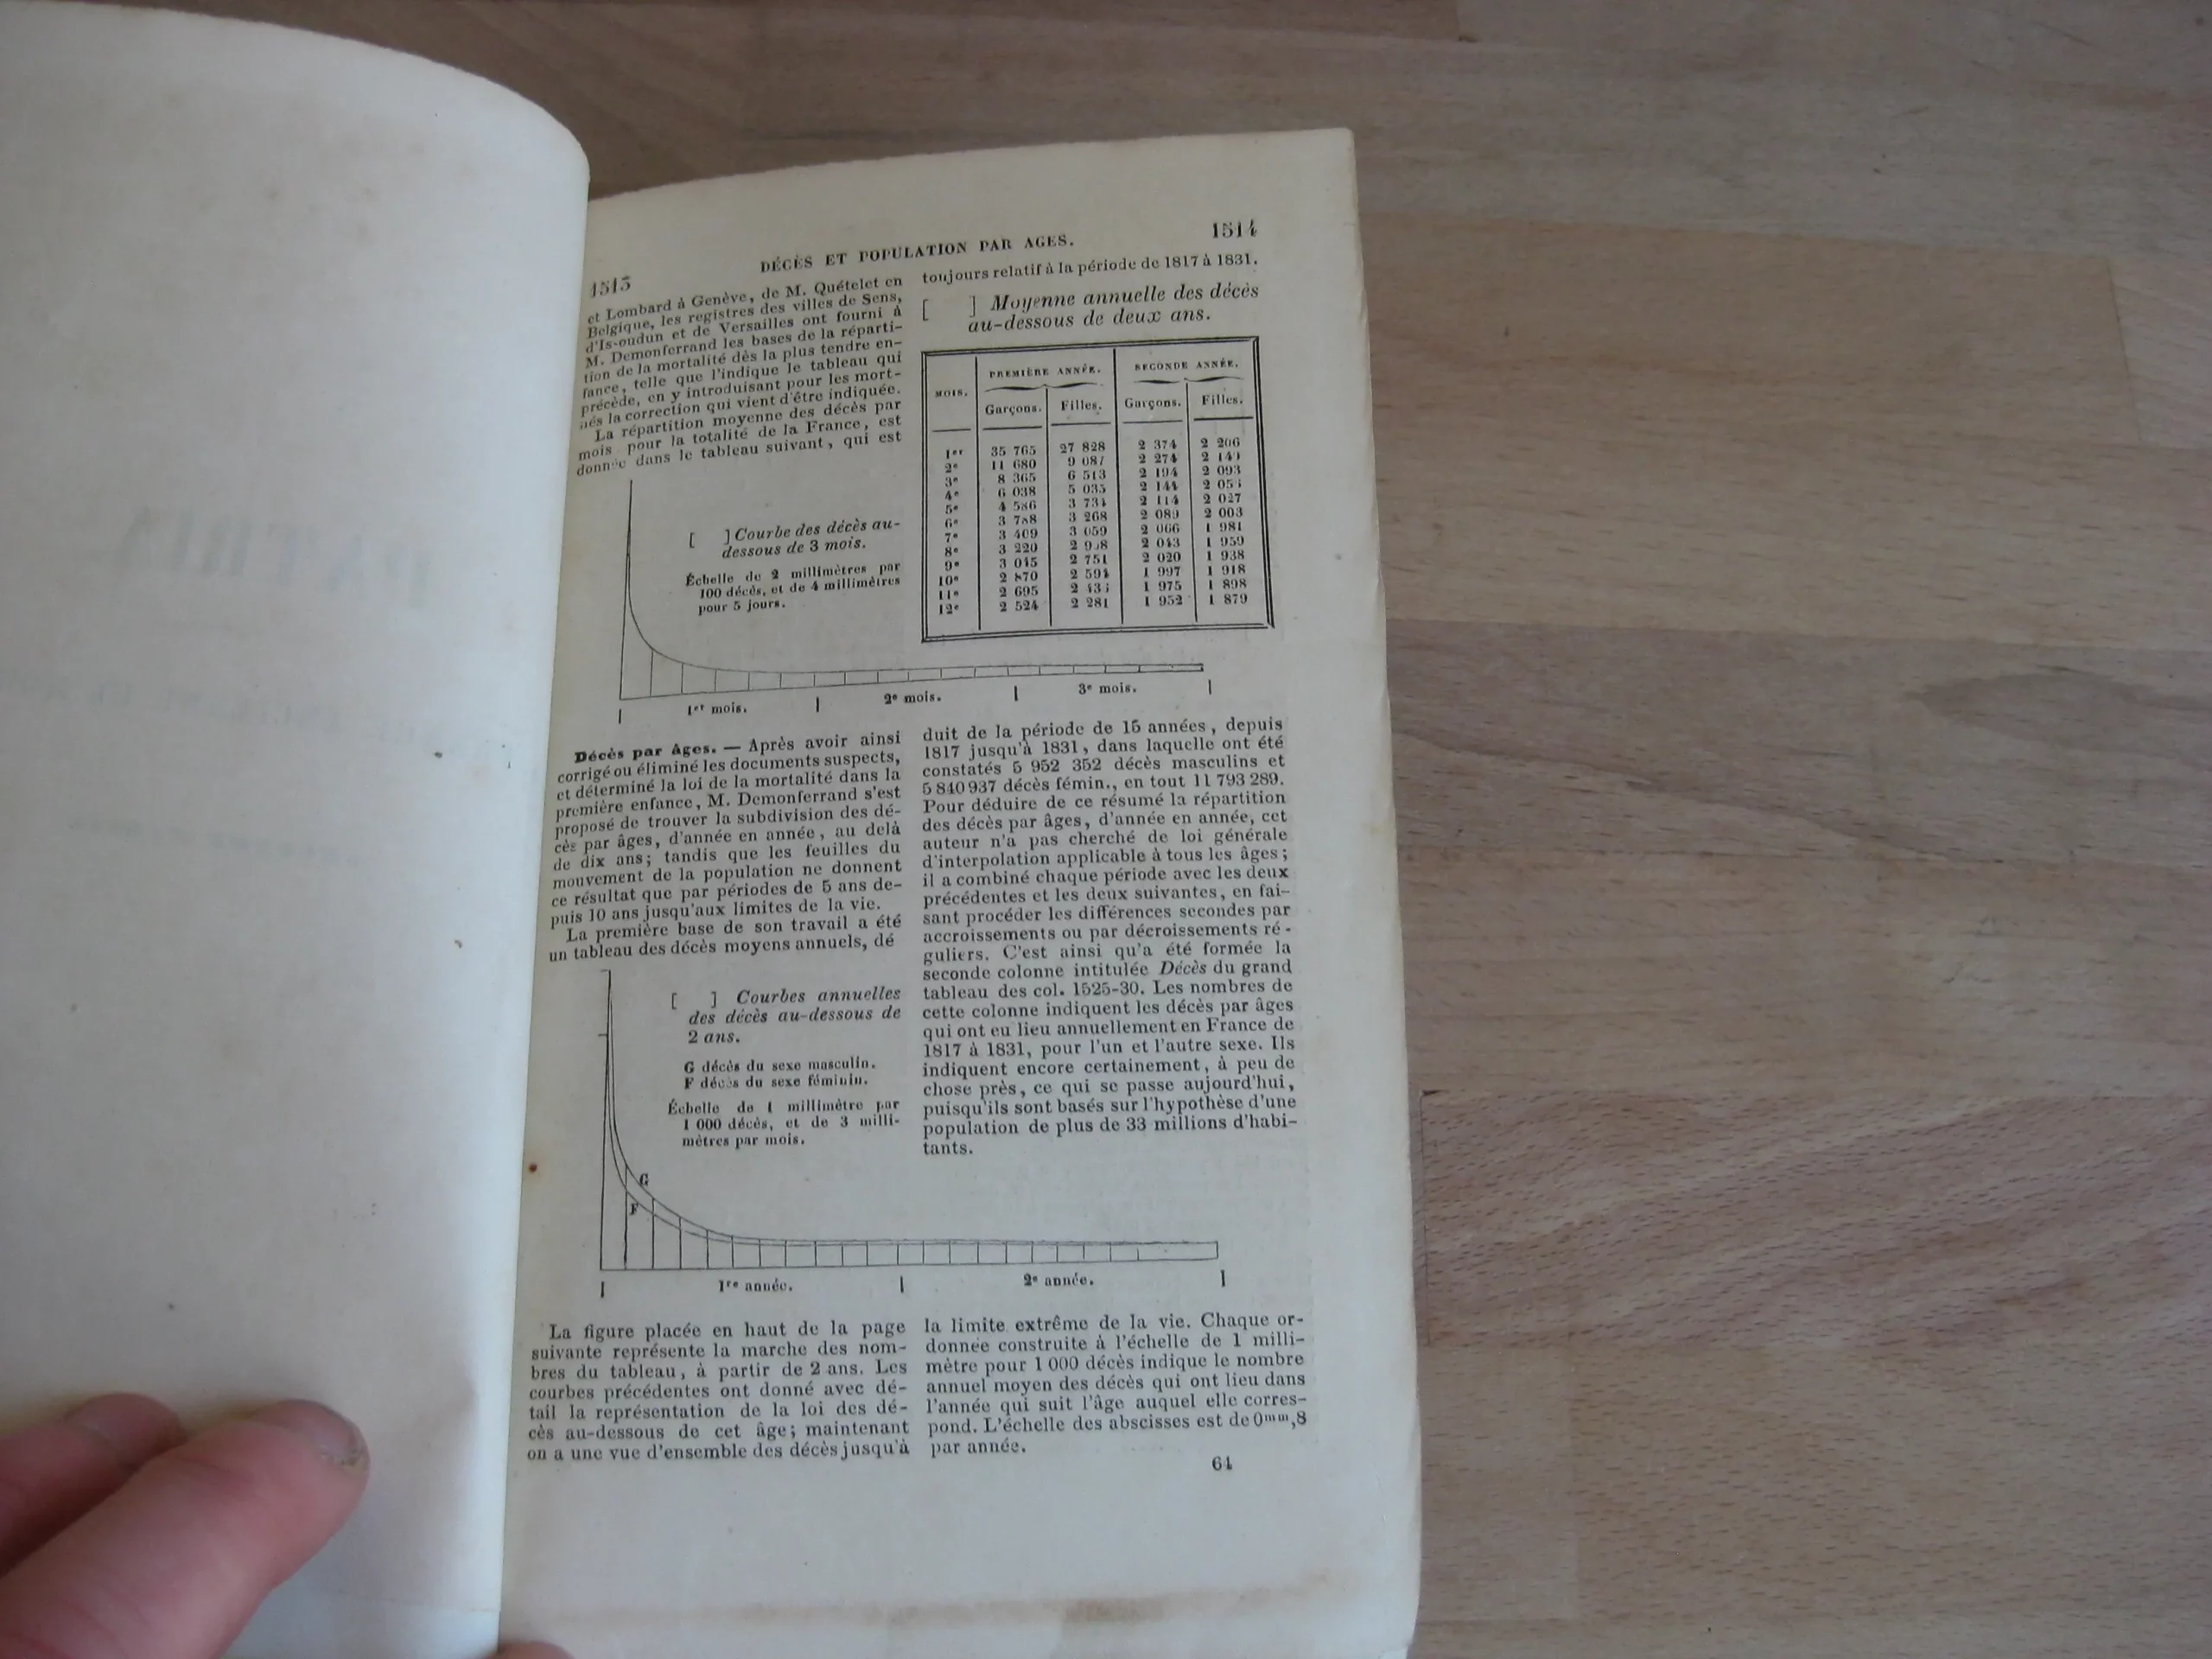 1513
DÉCÈS ET POPULATION PAR AGES.
1514
et Lombard à Genève, de M. Quételet en
Belgique, les registres des villes de Sens,
d'Is-oudun et de Versailles ont fourni à
M. Demonferrand les bases de la réparti-
tion de la mortalité dès la plus tendre en-
fance, telle que l'indique le tableau qui
précède, en y introduisant pour les mort-
nés la correction qui vient d'être indiquée.
La répartition moyenne des décès par
mois pour la totalité de la France, est
donnée dans le tableau suivant, qui est
toujours relatif à la période de 1817 à 1831.
[ ] Moyenne annuelle des décès
au-dessous de deux ans.
MOIS. PREMIÈRE ANNÉE. SECONDE ANNÉE.
Garçons. Filles. Garçons. Filles.
1er 35 765 27 828 2 374 2 206
2e 11 680 9 087 2 274 2 149
3e 8 365 6 513 2 194 2 093
4e 6 038 5 035 2 144 2 05
5e 4 586 3 734 2 114 2 027
6e 3 788 3 268 2 089 2 003
7e 3 409 3 059 2 066 1 981
8e 3 220 2 908 2 043 1 959
9e 3 045 2 751 2 020 1 938
10e 2 870 2 594 1 997 1 918
11e 2 695 2 43 1 975 1 898
12e 2 524 2 281 1 952 1 879
[ ] Courbe des décès au-
dessous de 3 mois.
Échelle de 2 millimètres par
100 décès, et de 4 millimètres
pour 5 jours.
1er mois. 2e mois. 3e mois.
Décès par âges. — Après avoir ainsi
corrigé ou éliminé les documents suspects,
et déterminé la loi de la mortalité dans la
première enfance, M. Demonferrand s'est
proposé de trouver la subdivision des dé-
cès par âges, d'année en année, au delà
de dix ans; tandis que les feuilles du
mouvement de la population ne donnent
ce résultat que par périodes de 5 ans de-
puis 10 ans jusqu'aux limites de la vie.
La première base de son travail a été
un tableau des décès moyens annuels, dé
duit de la période de 15 années, depuis
1817 jusqu'à 1831, dans laquelle ont été
constatés 5 952 352 décès masculins et
5 840 937 décès fémin., en tout 11 793 289.
Pour déduire de ce résumé la répartition
des décès par âges, d'année en année, cet
auteur n'a pas cherché de loi générale
d'interpolation applicable à tous les âges;
il a combiné chaque période avec les deux
précédentes et les deux suivantes, en fai-
sant procéder les différences secondes par
accroissements ou par décroissements ré-
guliers. C'est ainsi qu'a été formée la
seconde colonne intitulée Décès du grand
tableau des col. 1525-30. Les nombres de
cette colonne indiquent les décès par âges
qui ont eu lieu annuellement en France de
1817 à 1831, pour l'un et l'autre sexe. Ils
indiquent encore certainement, à peu de
chose près, ce qui se passe aujourd'hui,
puisqu'ils sont basés sur l'hypothèse d'une
population de plus de 33 millions d'habi-
tants.
[ ] Courbes annuelles
des décès au-dessous de
2 ans.
G décès du sexe masculin.
F décès du sexe féminin.
Échelle de 1 millimètre par
1 000 décès, et de 3 milli-
mètres par mois.
G
F
1re année. 2e année.
La figure placée en haut de la page
suivante représente la marche des nom-
bres du tableau, à partir de 2 ans. Les
courbes précédentes ont donné avec dé-
tail la représentation de la loi des dé-
cès au-dessous de cet âge; maintenant
on a une vue d'ensemble des décès jusqu'à
la limite extrême de la vie. Chaque or-
donnée construite à l'échelle de 1 milli-
mètre pour 1 000 décès indique le nombre
annuel moyen des décès qui ont lieu dans
l'année qui suit l'âge auquel elle corres-
pond. L'échelle des abscisses est de 0mm,8
par année.
64